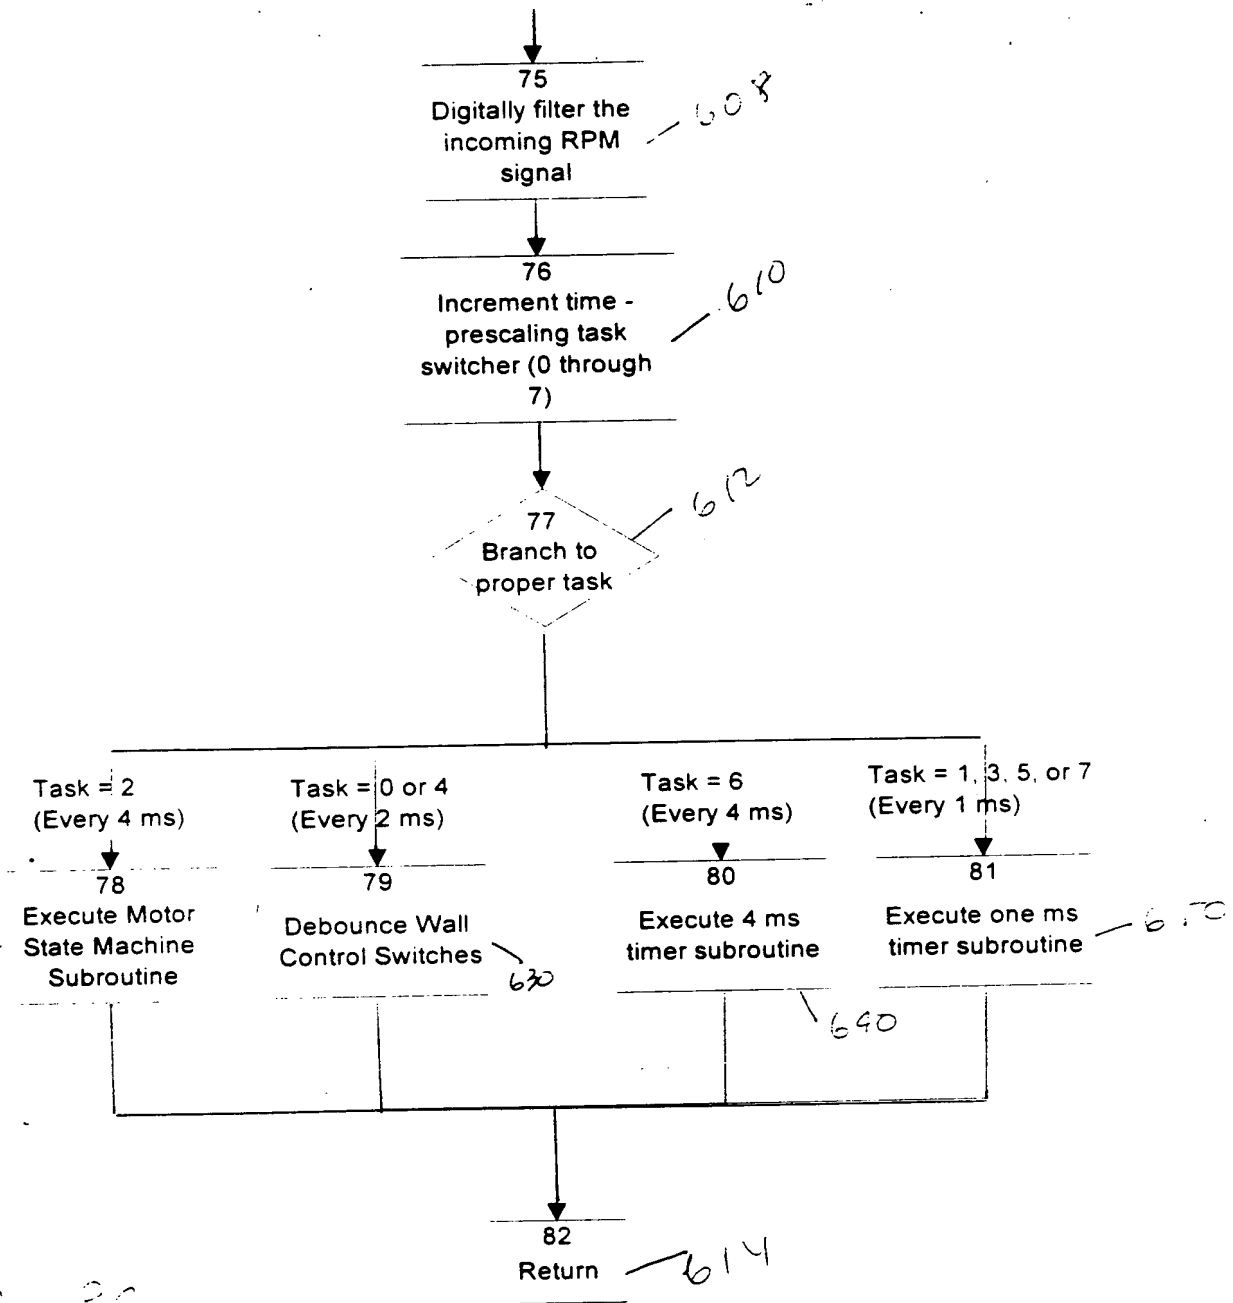 75
Digitally filter the
incoming RPM
signal
608
76
Increment time -
prescaling task
switcher (0 through
7)
610
77
Branch to
proper task
612
Task = 2
(Every 4 ms)
Task = 0 or 4
(Every 2 ms)
Task = 6
(Every 4 ms)
Task = 1, 3, 5, or 7
(Every 1 ms)
78
Execute Motor
State Machine
Subroutine
79
Debounce Wall
Control Switches
630
80
Execute 4 ms
timer subroutine
640
81
Execute one ms
timer subroutine
82
Return
614